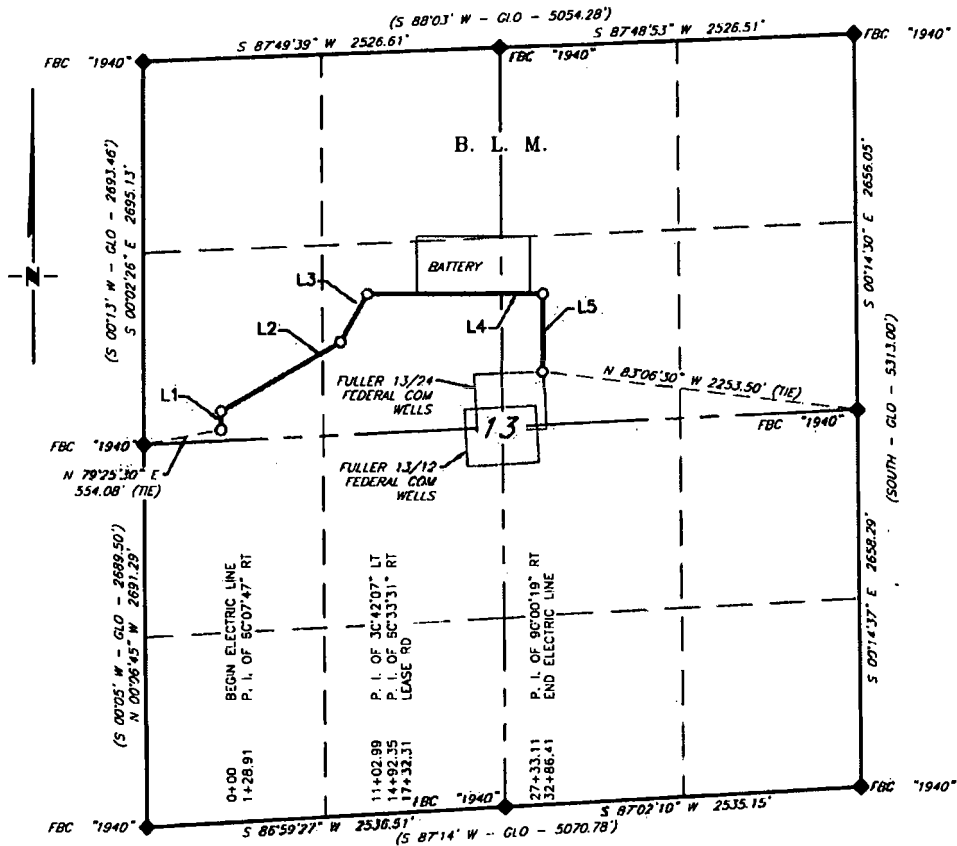 (S 88°03' W - GLO - 5054.28')
S 87°49'39" W 2526.61'
S 87°48'53" W 2526.54'
FBC "1940"
FBC "1940"
FBC "1940"
B. L. M.
(S 00°13' W - GLO - 2693.46')
S 00°02'26" E 2695.13'
S 00°14'30" E 2656.05'
(SOUTH - GLO - 5313.00')
N
BATTERY
L3
L4
L5
L2
L1
FULLER 13/24
FEDERAL COM
WELLS
N 83°06'30" W 2253.50' (TIE)
13
FBC "1940"
FBC "1940"
N 79°25'30" E
554.08' (TIE)
FULLER 13/12
FEDERAL COM
WELLS
(S 00°05' W - GLO - 2689.50')
N 00°06'45" W 2691.29'
S 00°14'37" E 2658.29'
0+00 BEGIN ELECTRIC LINE
1+28.91 P. I. OF 60°07'47" RT
11+02.99 P. I. OF 30°42'07" LT
14+92.35 P. I. OF 60°33'31" RT
17+32.31 LEASE RD
27+33.11 P. I. OF 90°00'19" RT
32+86.41 END ELECTRIC LINE
FBC "1940"
FBC "1940"
FBC "1940"
S 86°59'27" W 2536.51'
S 87°02'10" W 2535.15'
(S 87°14' W - GLO - 5070.78')